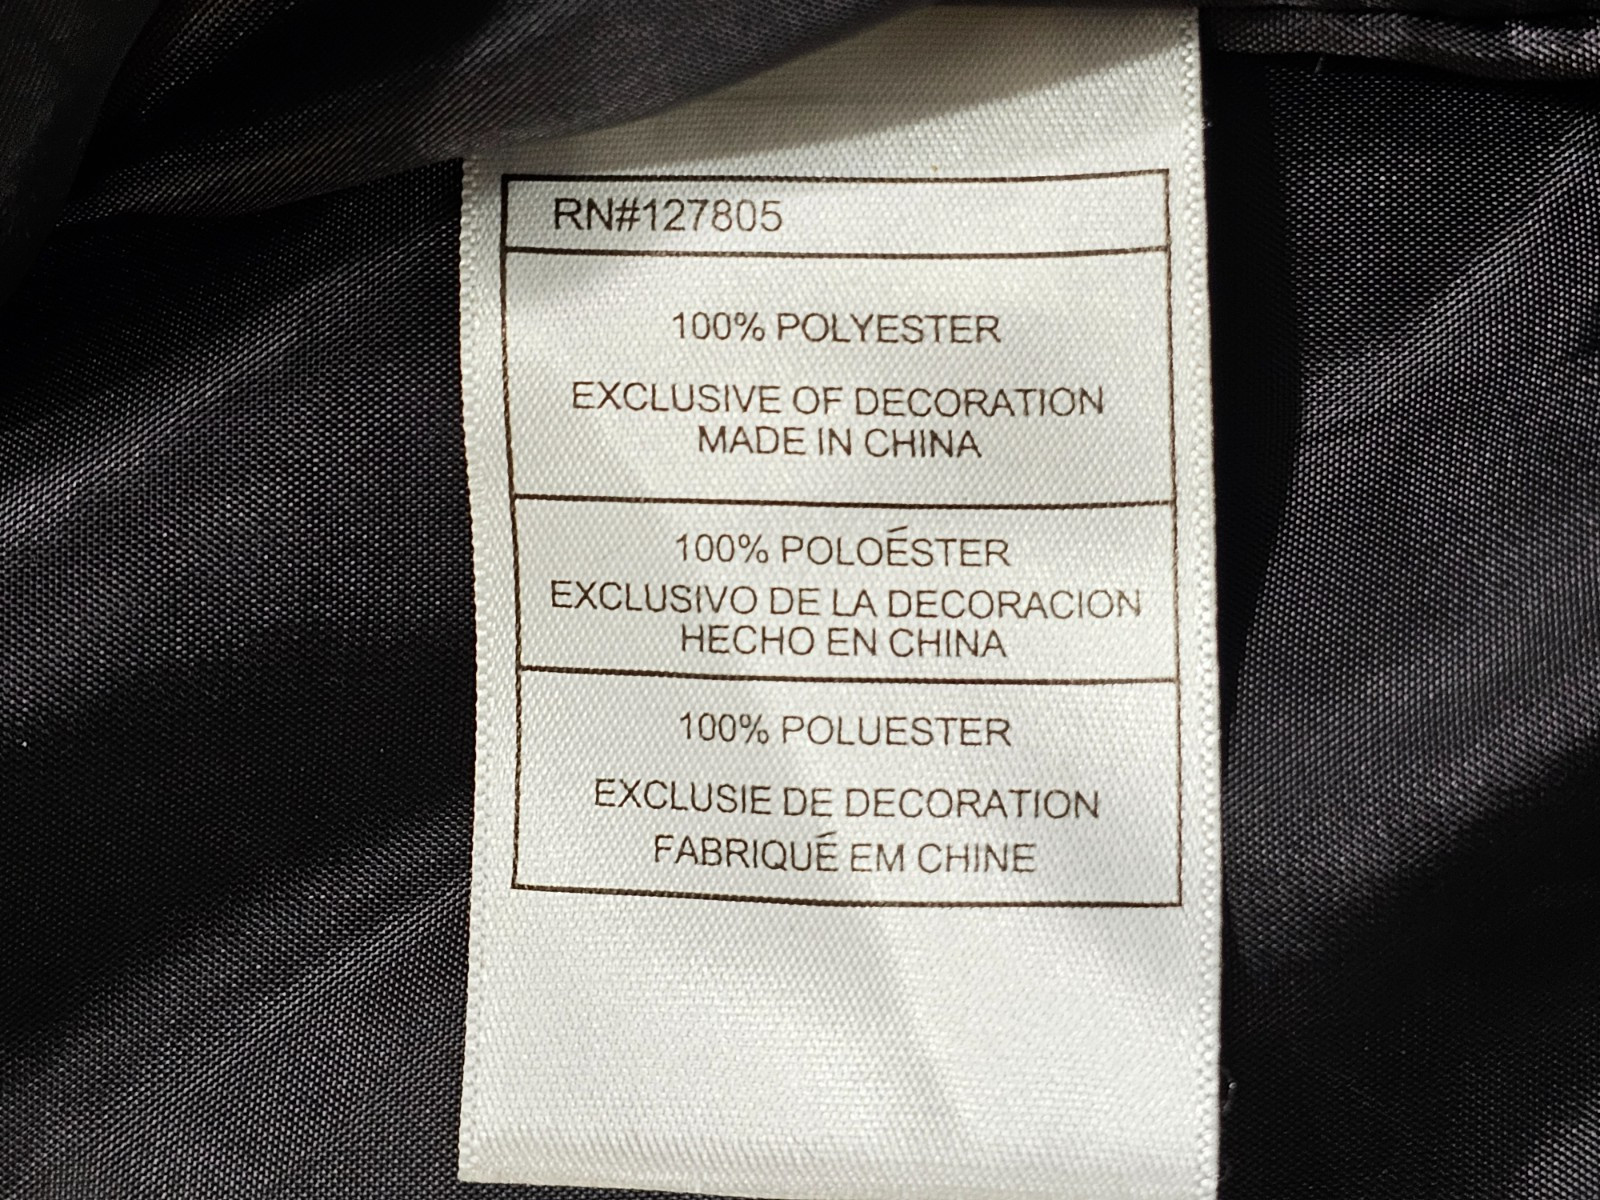 RN#127805
100% POLYESTER
EXCLUSIVE OF DECORATION
MADE IN CHINA
100% POLOÉSTER
EXCLUSIVO DE LA DECORACION
HECHO EN CHINA
100% POLUESTER
EXCLUSIE DE DECORATION
FABRIQUÉ EM CHINE